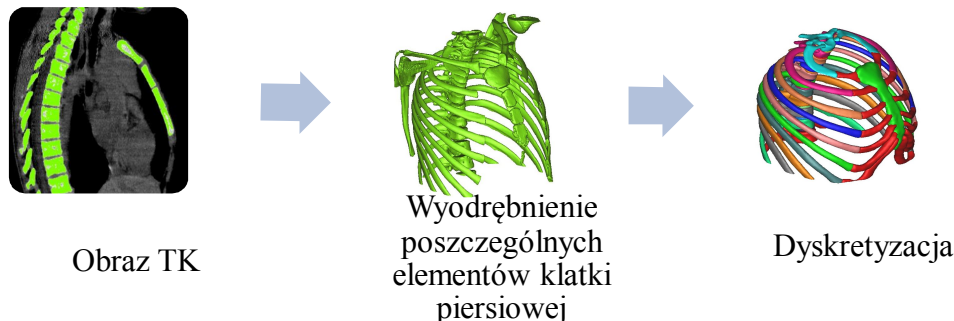 Obraz TK
Wyodrębnienie
poszczególnych
elementów klatki
piersiowej
Dyskretyzacja